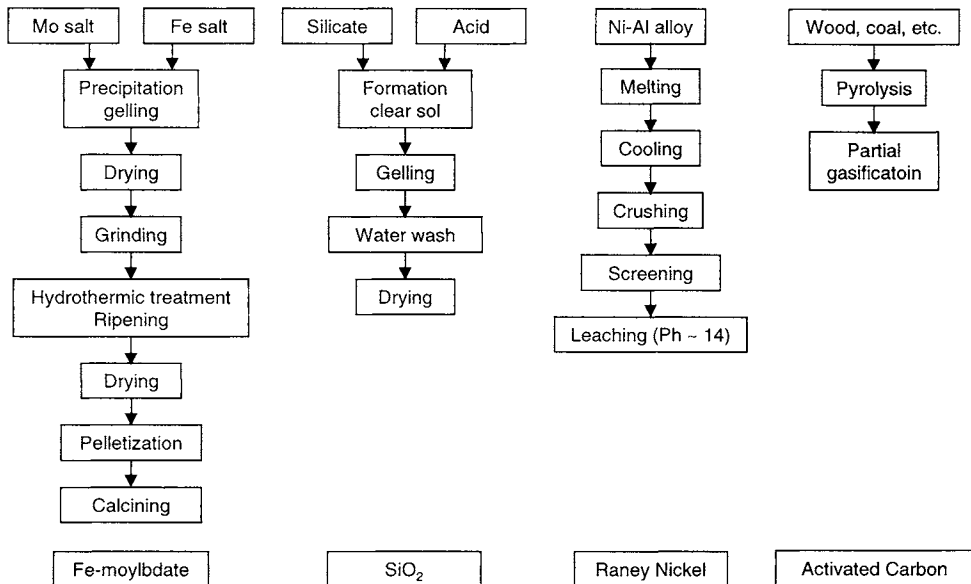 Mo salt
Fe salt
Precipitation
gelling
Drying
Grinding
Hydrothermic treatment
Ripening
Drying
Pelletization
Calcining
Fe-moylbdate
Silicate
Acid
Formation
clear sol
Gelling
Water wash
Drying
SiO₂
Ni-Al alloy
Melting
Cooling
Crushing
Screening
Leaching (Ph ~ 14)
Raney Nickel
Wood, coal, etc.
Pyrolysis
Partial
gasificatoin
Activated Carbon